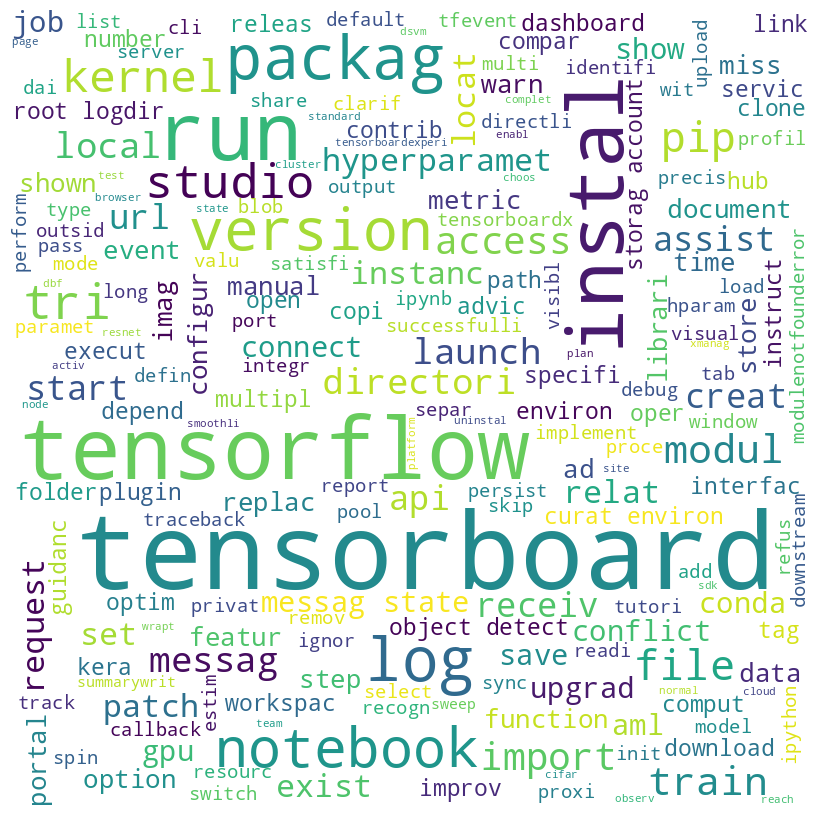 job list cli releas default tfevent dashboard link
page number server dsvm compar show upload
kernel packag multi identifi miss
dai share clarif locat warn wit servic
root logdir standard contrib directli instal storag account clone
local run tensorboardexperi enabl pip profil
shown test cluster hyperparamet complet precis hub
type browser studio output choos metric document
outsid url state blob version tensorboardx access assist
perform pass event valu satisfi instanc path visibl librari time modulenotfounderror
mode dbf long imag manual open copi ipynb advic hparam load store instruct
tri paramet resnet configur port successfulli visual xmanag
execut integr connect launch plan tab
activ start defin directori specifi debug creat
node depend multipl separ environ oper window
smoothli uninstal implement modul
tensorflow platform proce site
folder plugin replac report api persist ad relat interfac
traceback pool skip curat environ refus downstream
tensorboard
guidanc add sdk
request optim privat messag state receiv tutori conda
set wrapt featur remov object detect conflict tag
kera messag ignor log save readi file data ipython
summarywrit estim step select sync upgrad normal cloud
track patch workspac recogn sweep function comput
callback team aml model
portal spin gpu notebook import init download
option resourc exist cifar train
switch improv proxi observ reach